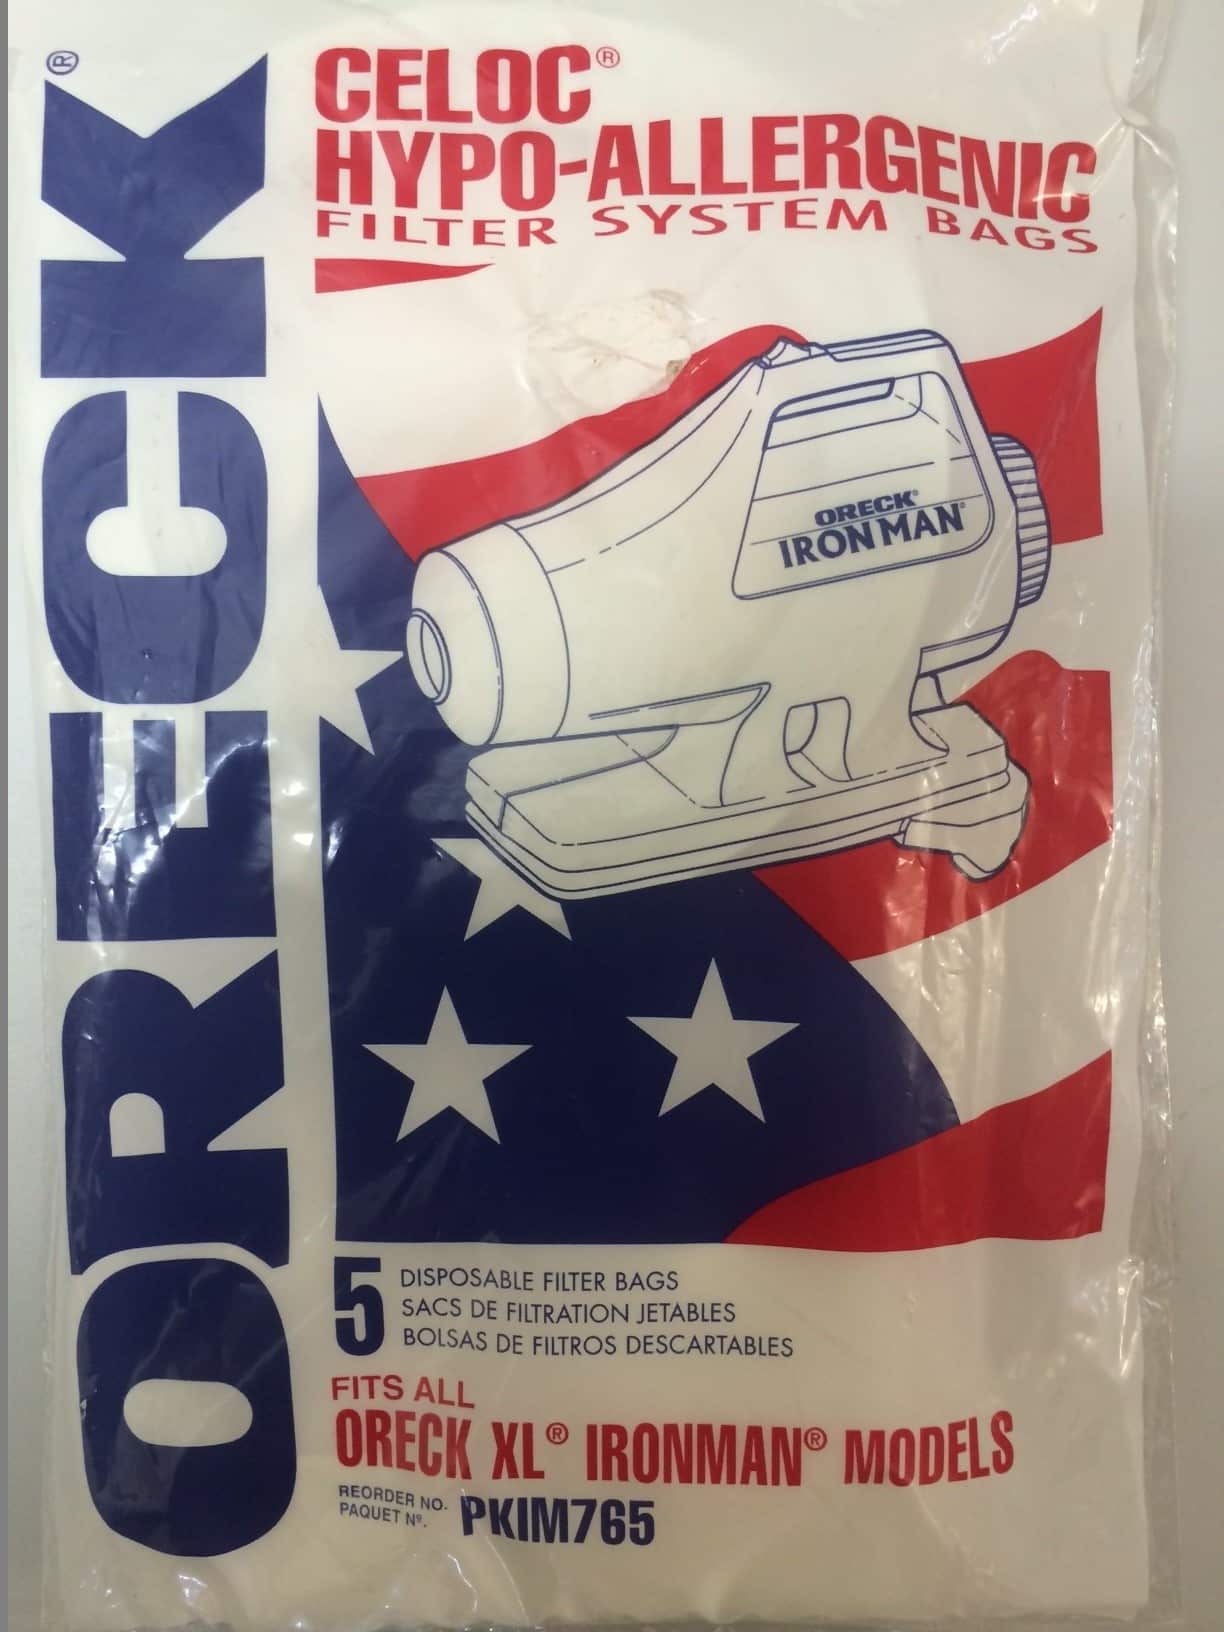 ORECK®
CELOC®
HYPO-ALLERGENIC
FILTER SYSTEM BAGS
ORECK®
IRONMAN®
5
DISPOSABLE FILTER BAGS
SACS DE FILTRATION JETABLES
BOLSAS DE FILTROS DESCARTABLES
FITS ALL
ORECK XL® IRONMAN® MODELS
REORDER NO.
PAQUET Nº.
PKIM765